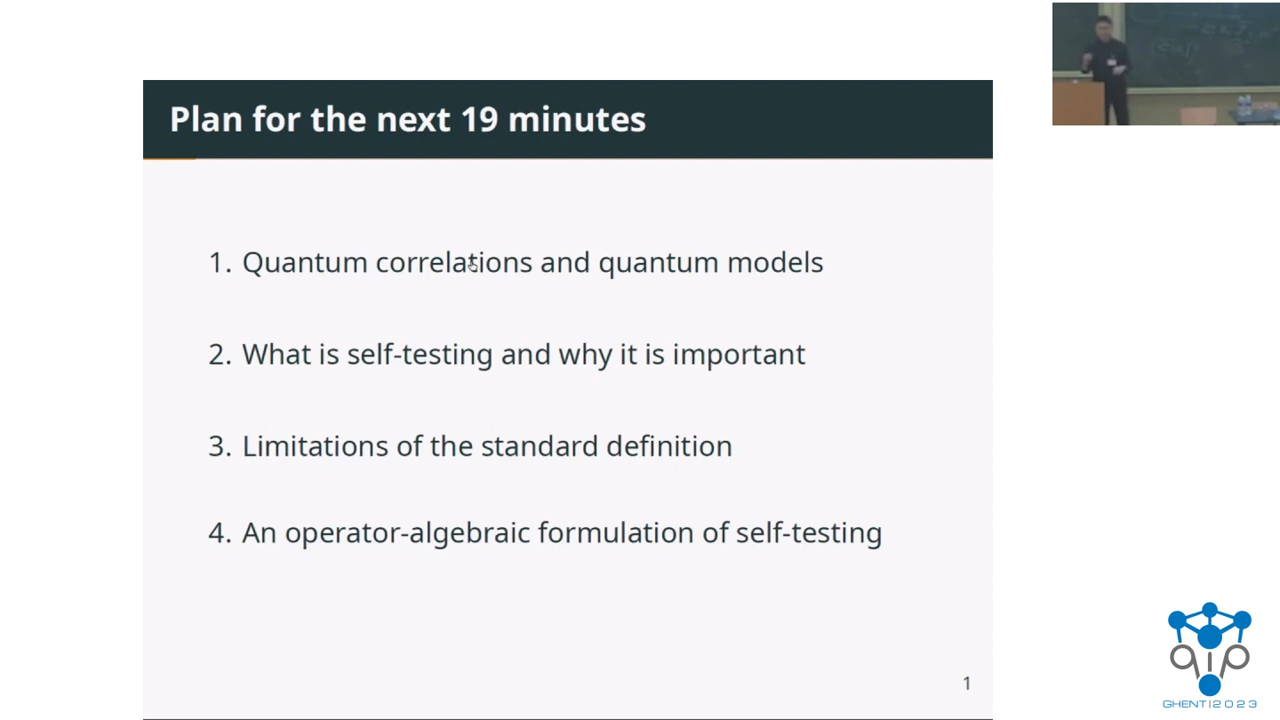 Plan for the next 19 minutes
1. Quantum correlations and quantum models
2. What is self-testing and why it is important
3. Limitations of the standard definition
4. An operator-algebraic formulation of self-testing
1
qip
GHENT|2023